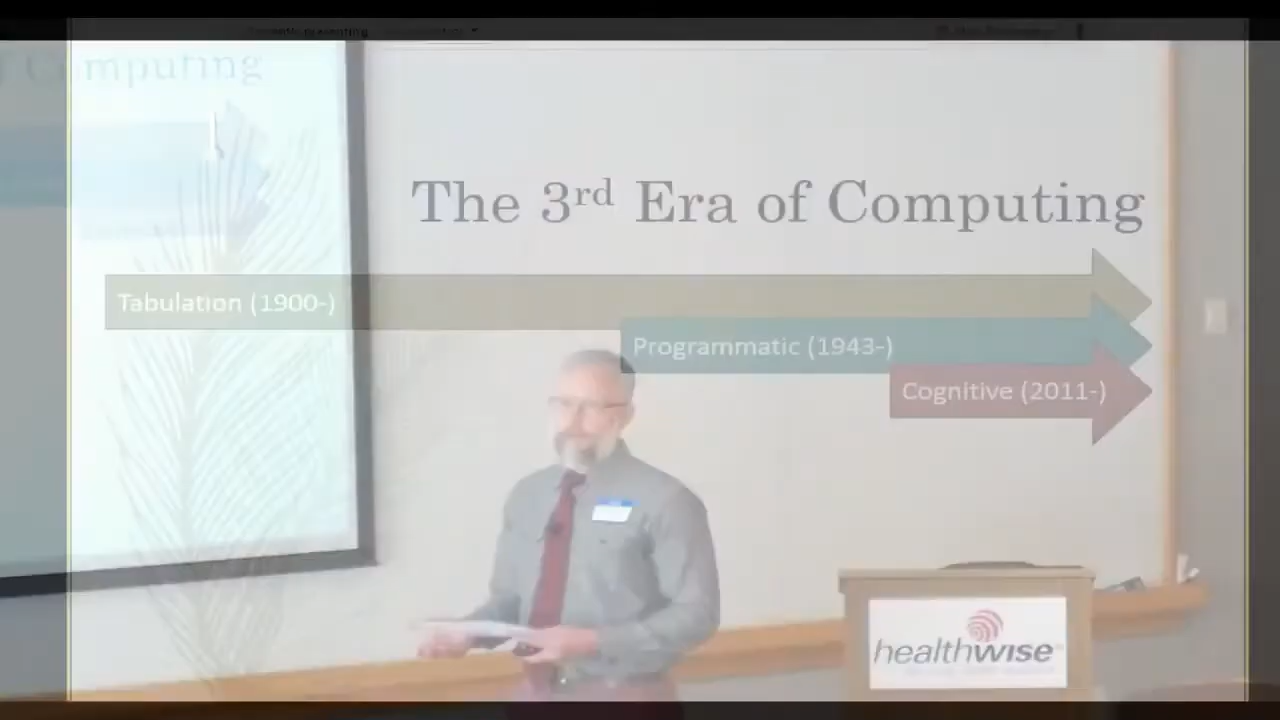 Computing
The 3rd Era of Computing
Tabulation (1900-)
Programmatic (1943-)
Cognitive (2011-)
healthwise